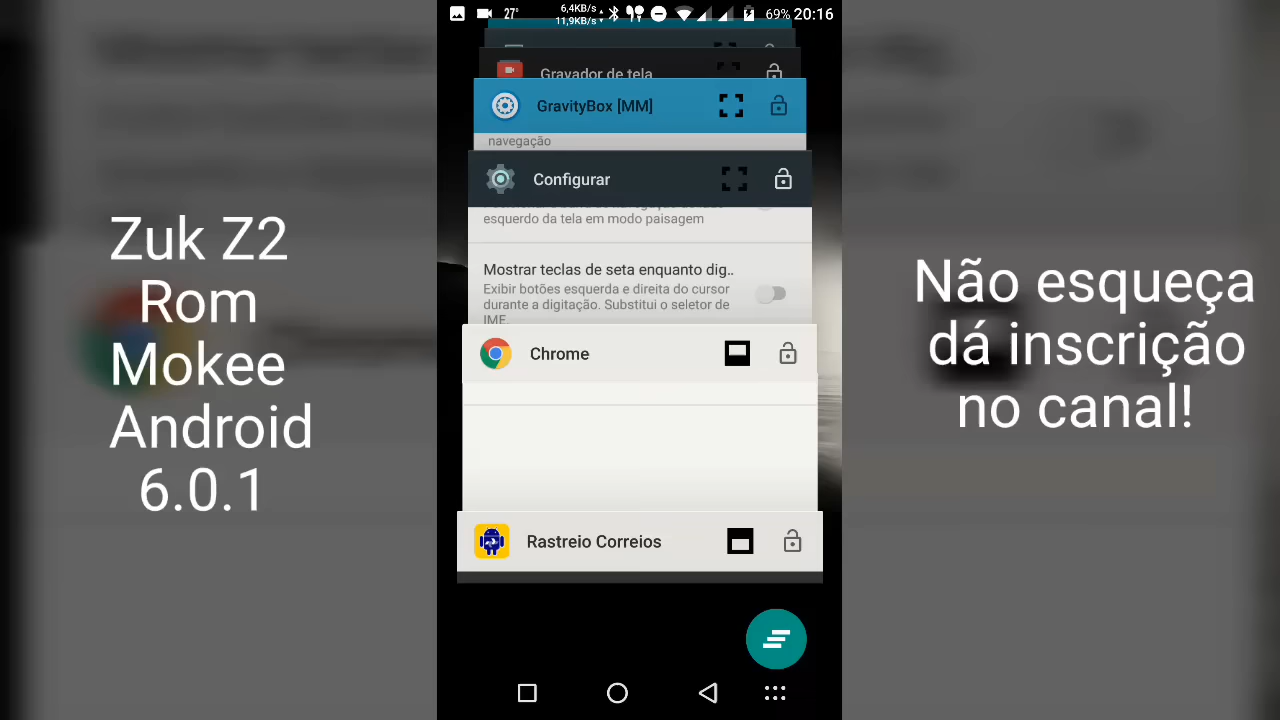 Zuk Z2
Rom
Mokee
Android
6.0.1
27°
6,4KB/s
11,9KB/s
69% 20:16
Gravador de tela
GravityBox [MM]
navegação
Configurar
esquerdo da tela em modo paisagem
Mostrar teclas de seta enquanto dig..
Exibir botões esquerda e direita do cursor
durante a digitação. Substitui o seletor de
IME.
Chrome
Rastreio Correios
Não esqueça
dá inscrição
no canal!